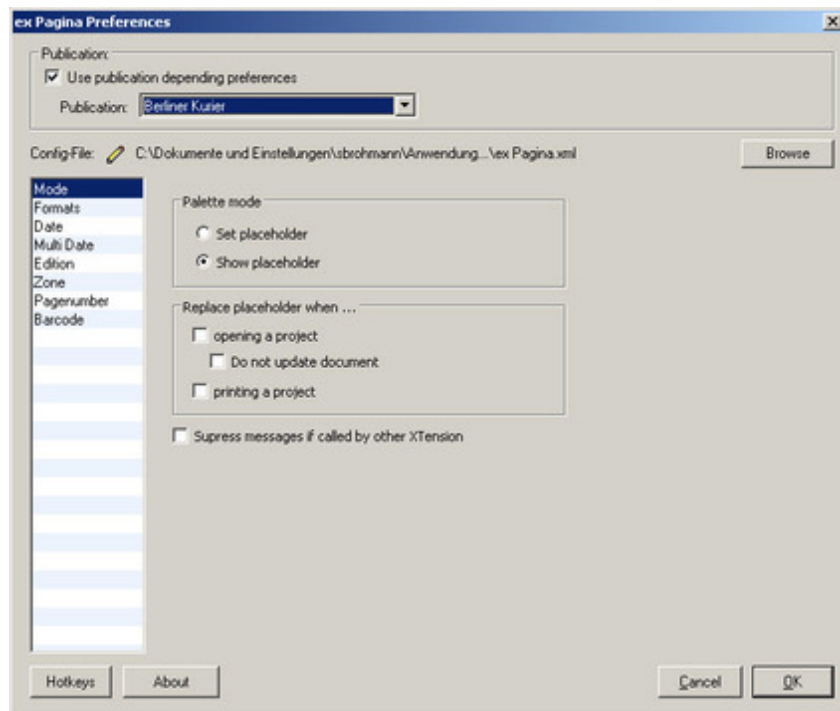 ex Pagina Preferences
Publication:
Use publication depending preferences
Publication: Berliner Kurier
Config-File: C:\Dokumente und Einstellungen\sbrohmann\Anwendung...\ex Pagina.xml Browse
Mode
Formats
Date
Multi Date
Edition
Zone
Pagenumber
Barcode
Palette mode
Set placeholder
Show placeholder
Replace placeholder when ...
opening a project
Do not update document
printing a project
Supress messages if called by other XTension
Hotkeys About Cancel OK